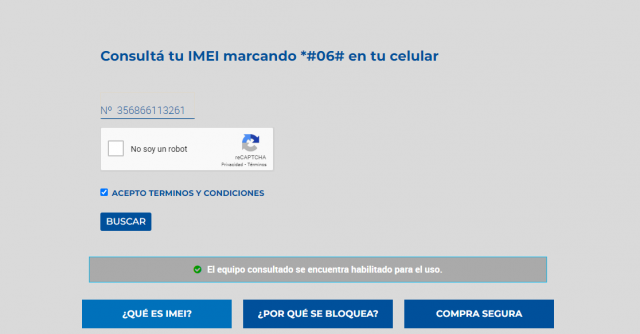 Consultá tu IMEI marcando *#06# en tu celular
Nº 356866113261
No soy un robot
reCAPTCHA
Privacidad - Términos
ACEPTO TERMINOS Y CONDICIONES
BUSCAR
El equipo consultado se encuentra habilitado para el uso.
¿QUÉ ES IMEI? ¿POR QUÉ SE BLOQUEA? COMPRA SEGURA